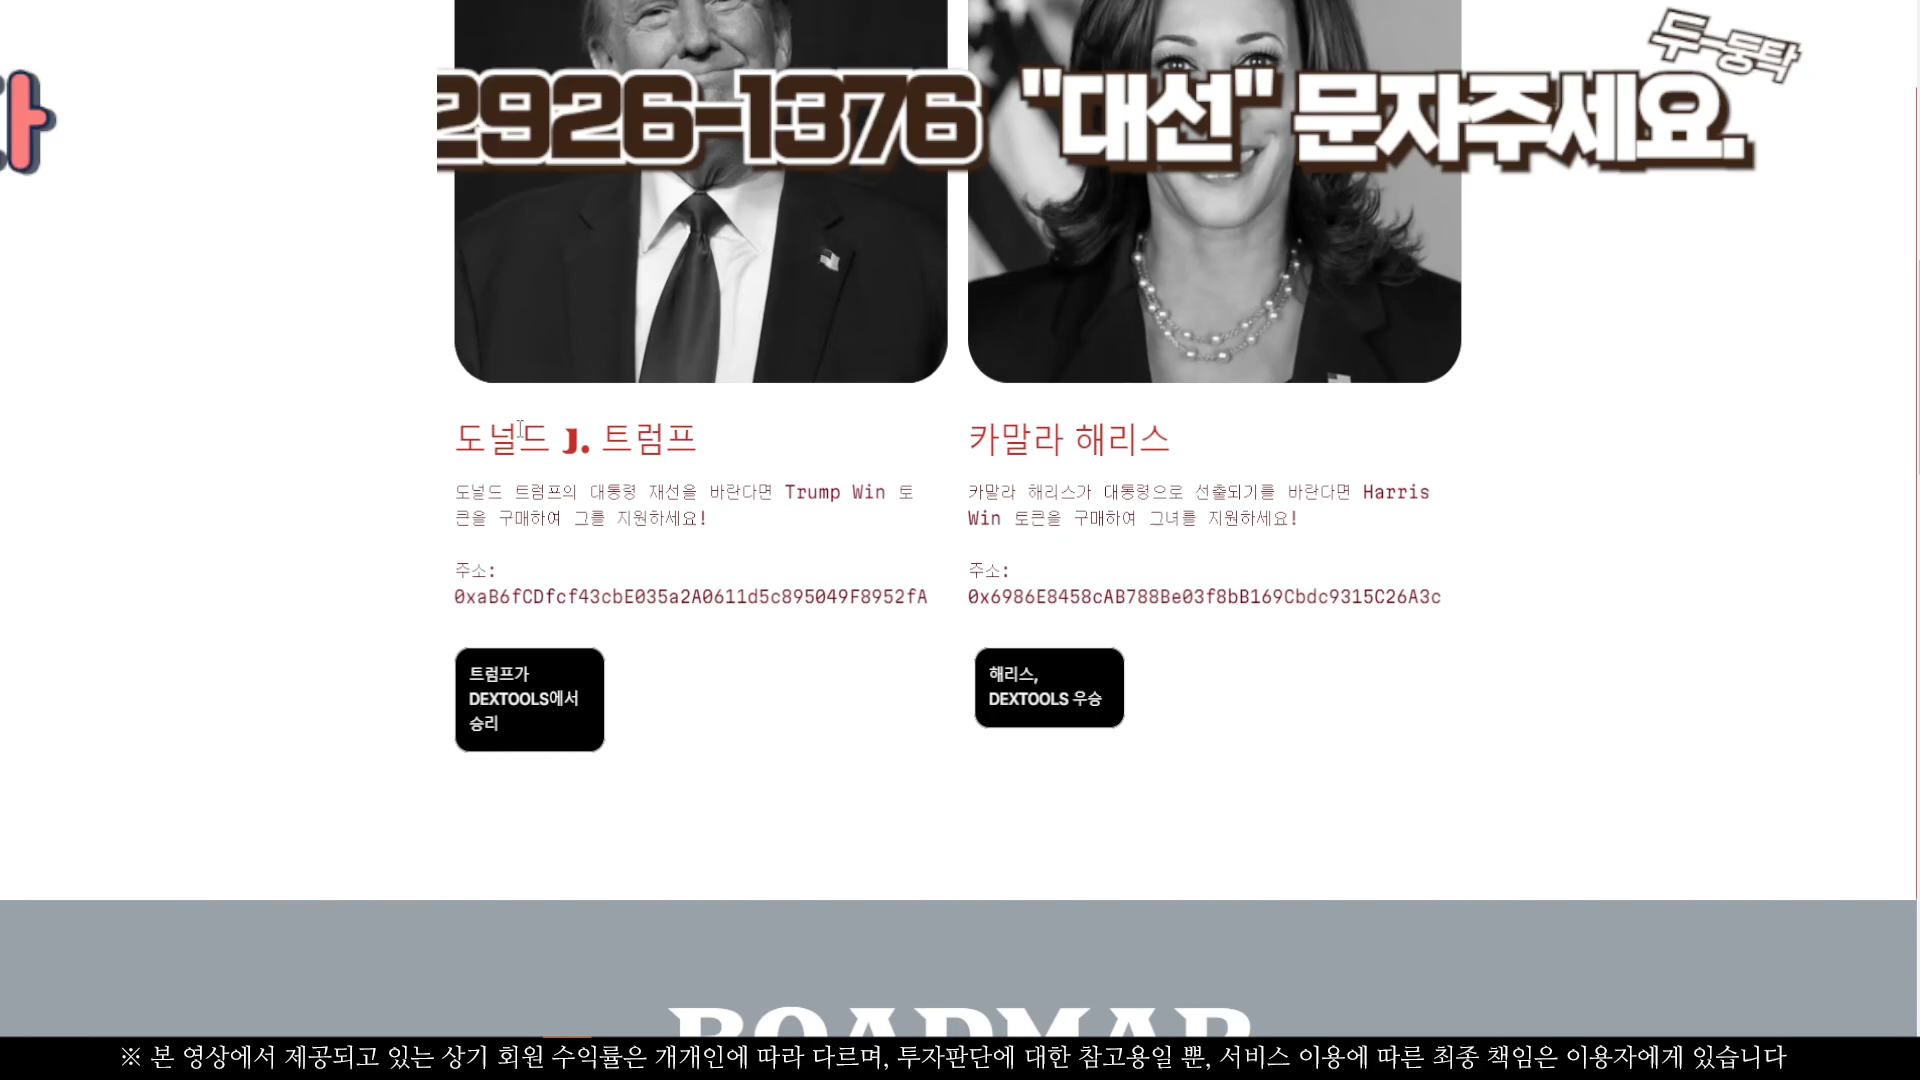 두-둥탁
2926-1376 "대선" 문자주세요.
도널드 J. 트럼프
도널드 트럼프의 대통령 재선을 바란다면 Trump Win 토
큰을 구매하여 그를 지원하세요!
주소:
0xaB6fCDfcf43cbE035a2A0611d5c895049F8952fA
트럼프가
DEXTOOLS에서
승리
카말라 해리스
카말라 해리스가 대통령으로 선출되기를 바란다면 Harris
Win 토큰을 구매하여 그녀를 지원하세요!
주소:
0x6986E8458cAB788Be03f8bB169Cbdc9315C26A3c
해리스,
DEXTOOLS 우승
ROADMAP
※ 본 영상에서 제공되고 있는 상기 회원 수익률은 개개인에 따라 다르며, 투자판단에 대한 참고용일 뿐, 서비스 이용에 따른 최종 책임은 이용자에게 있습니다